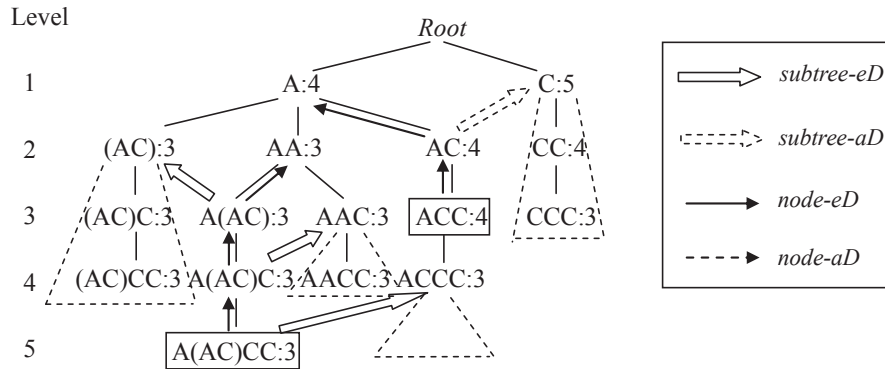 Level
Root
1 A:4 C:5
2 (AC):3 AA:3 AC:4 CC:4
3 (AC)C:3 A(AC):3 AAC:3 ACC:4 CCC:3
4 (AC)CC:3 A(AC)C:3 AACC:3 ACCC:3
5 A(AC)CC:3
subtree-eD
subtree-aD
node-eD
node-aD